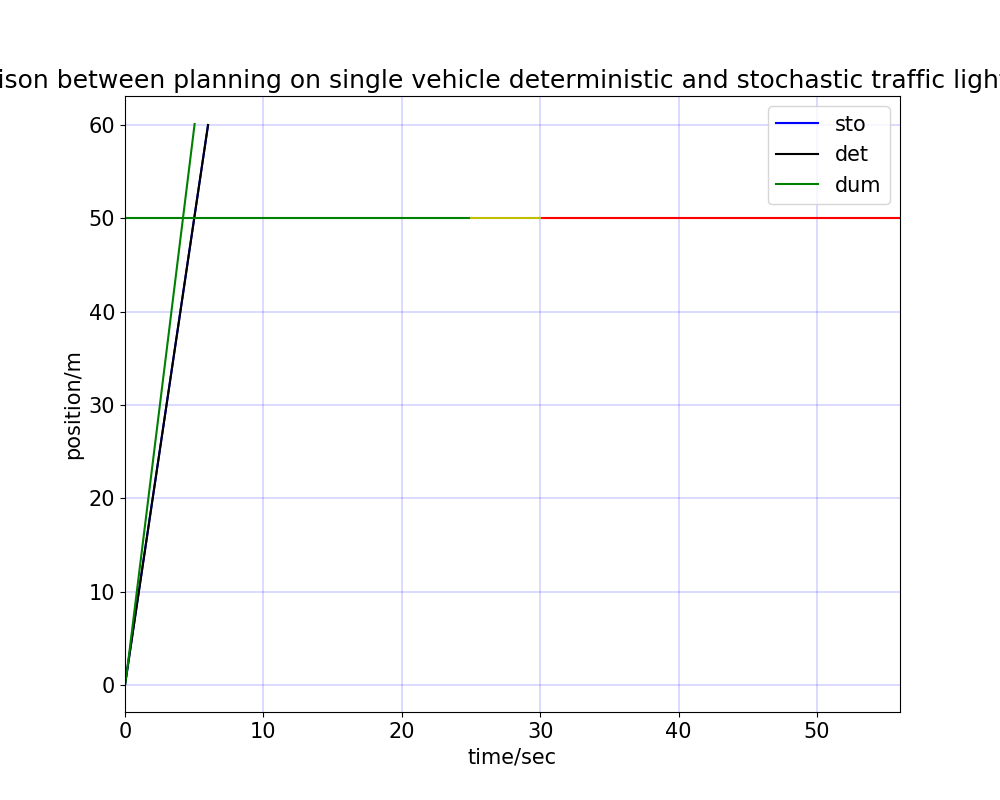 ison between planning on single vehicle deterministic and stochastic traffic ligh
sto
det
dum
60
50
40
30
20
10
0
position/m
0 10 20 30 40 50
time/sec